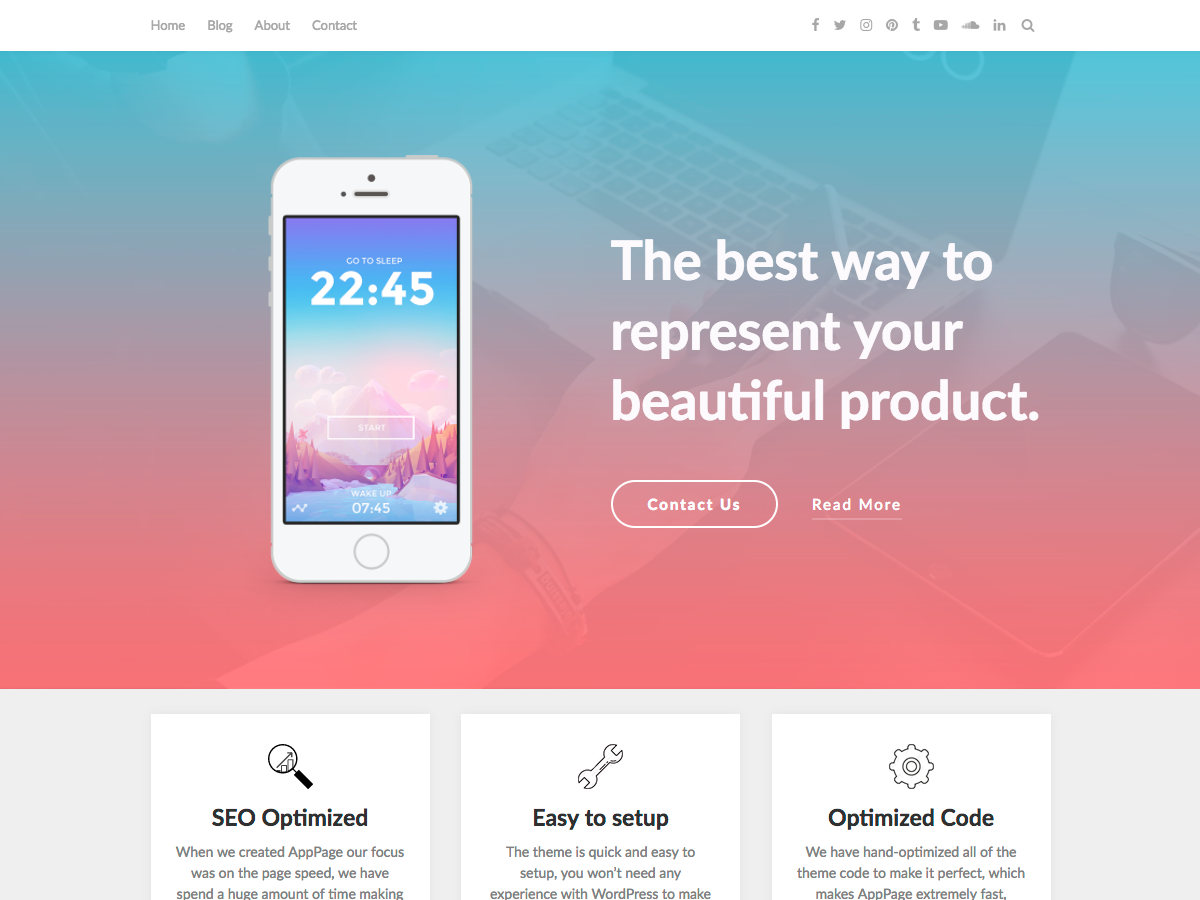 Home Blog About Contact
GO TO SLEEP
22:45
START
WAKE UP
07:45
The best way to
represent your
beautiful product.
Contact Us Read More
SEO Optimized
When we created AppPage our focus
was on the page speed, we have
spend a huge amount of time making
Easy to setup
The theme is quick and easy to
setup, you won't need any
experience with WordPress to make
Optimized Code
We have hand-optimized all of the
theme code to make it perfect, which
makes AppPage extremely fast,